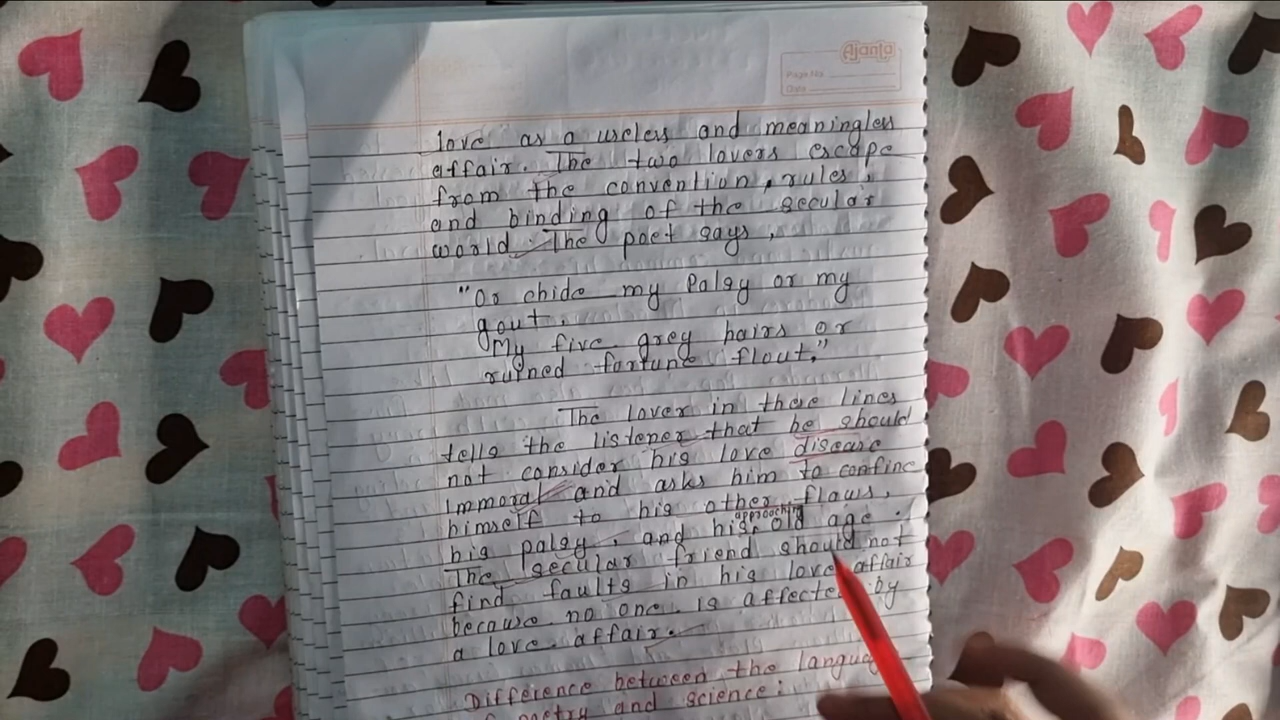 Ajanta
Page No.
Date
love as a useless and meaningless
affair. The two lovers escape
from the convention, rules,
and binding of the secular
world. The poet says,
"Or chide my Palsy or my
gout,
My five grey hairs or
ruined fortune flout,"
The lover in these lines
tells the listener that he should
not consider his love disease
immoral and asks him to confine
himself to his other flaws,
his palsy, and his approaching old age.
The secular friend should not
find faults in his love affair
because no one is affected by
a love affair.
Difference between the
poetry and science: